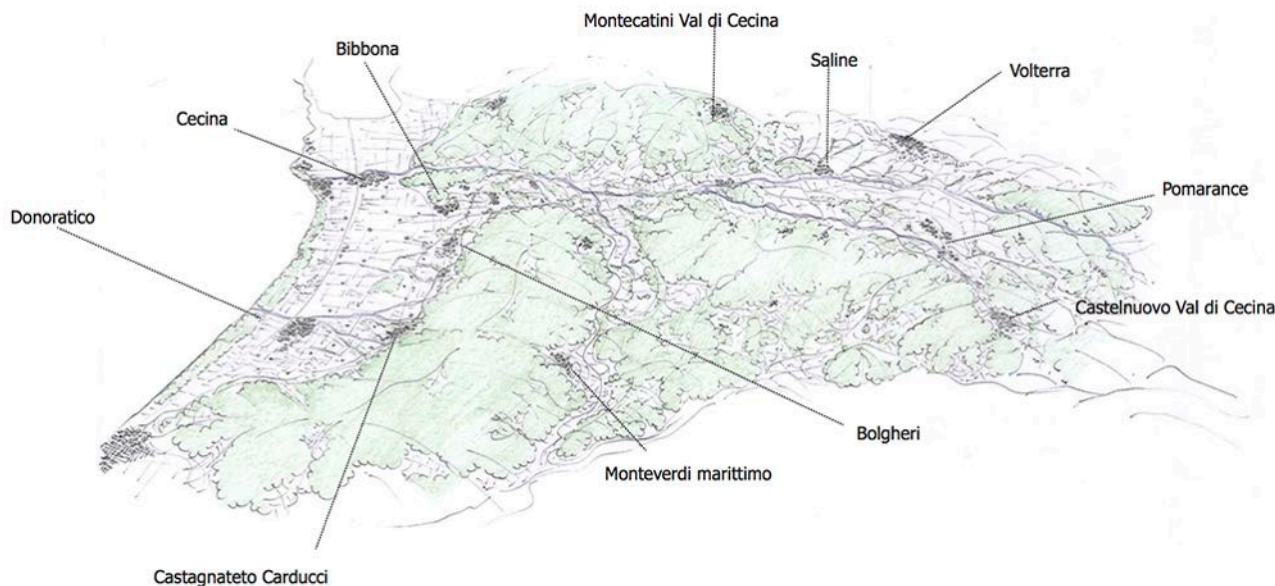 Montecatini Val di Cecina
Bibbona
Saline
Volterra
Cecina
Pomarance
Donoratico
Castelnuovo Val di Cecina
Bolgheri
Monteverdi marittimo
Castagnateto Carducci